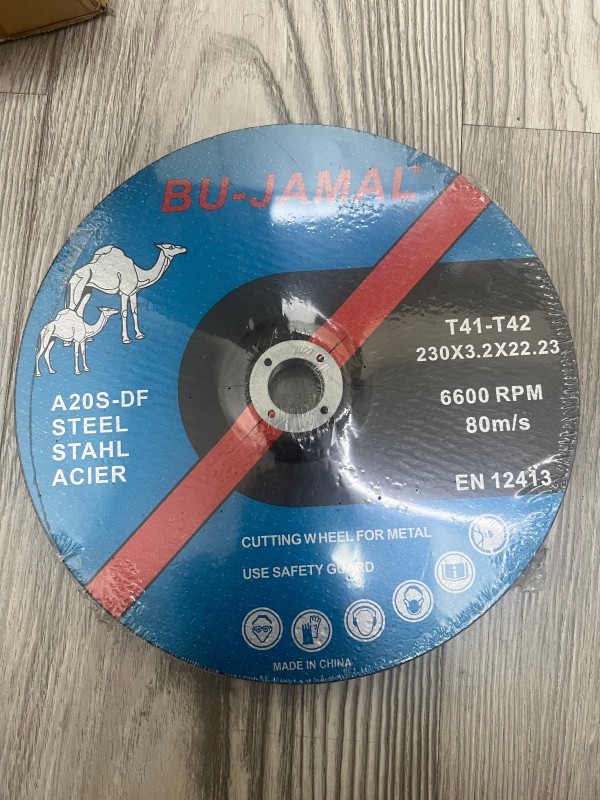 BU-JAMAL
T41-T42
230X3.2X22.23
6600 RPM
80m/s
EN 12413
A20S-DF
STEEL
STAHL
ACIER
CUTTING WHEEL FOR METAL
USE SAFETY GUARD
MADE IN CHINA